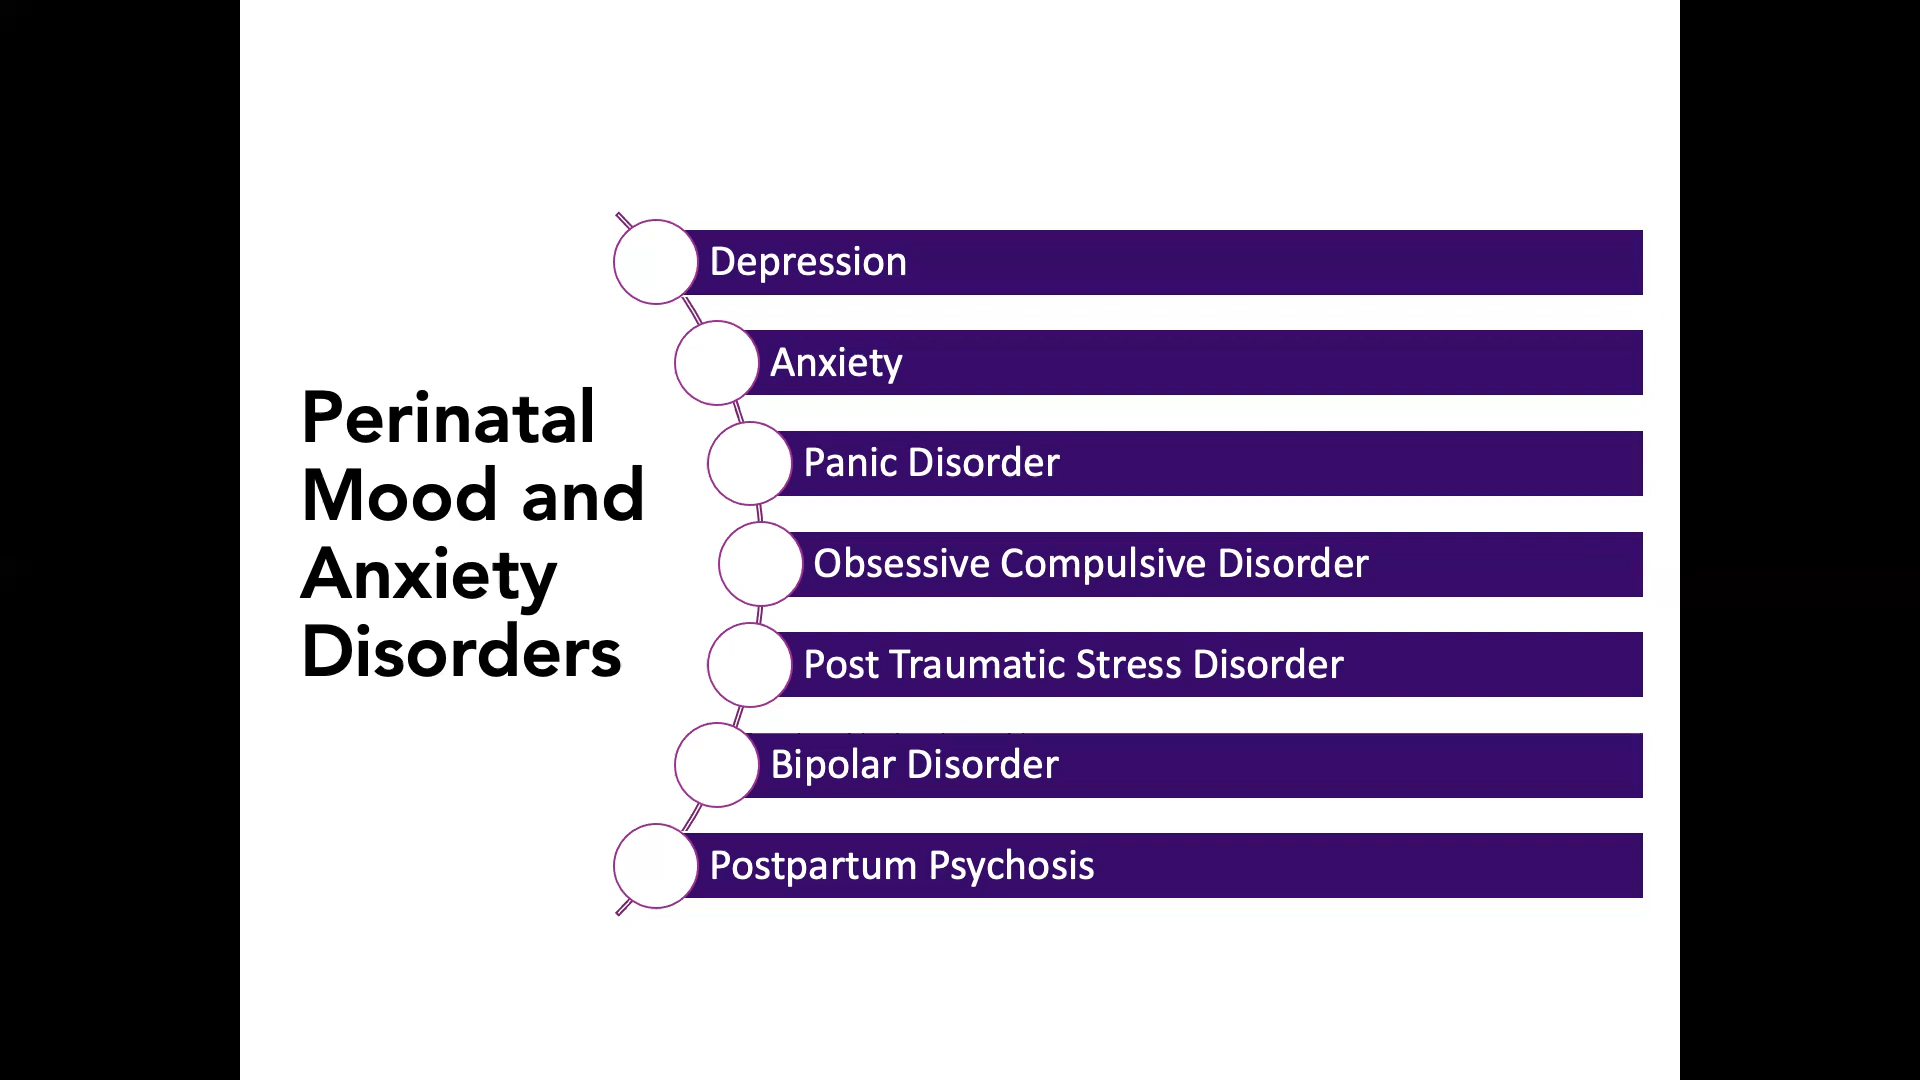 Perinatal
Mood and
Anxiety
Disorders
Depression
Anxiety
Panic Disorder
Obsessive Compulsive Disorder
Post Traumatic Stress Disorder
Bipolar Disorder
Postpartum Psychosis